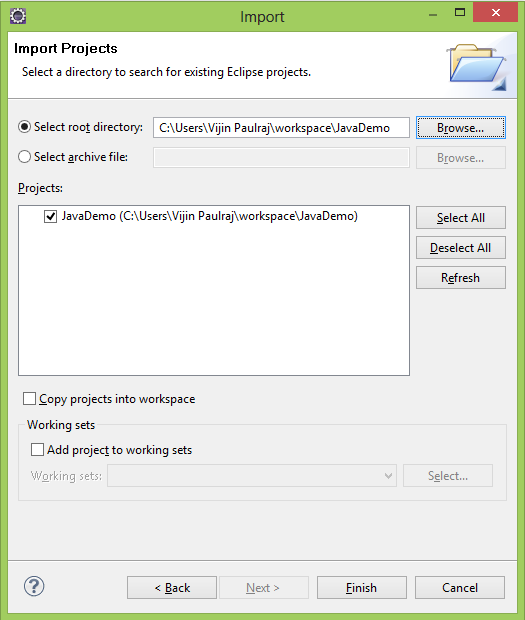 Import
Import Projects
Select a directory to search for existing Eclipse projects.
Select root directory: C:\Users\Vijin Paulraj\workspace\JavaDemo Browse...
Select archive file: Browse...
Projects:
JavaDemo (C:\Users\Vijin Paulraj\workspace\JavaDemo) Select All
Deselect All
Refresh
Copy projects into workspace
Working sets
Add project to working sets
Working sets: Select...
? < Back Next > Finish Cancel